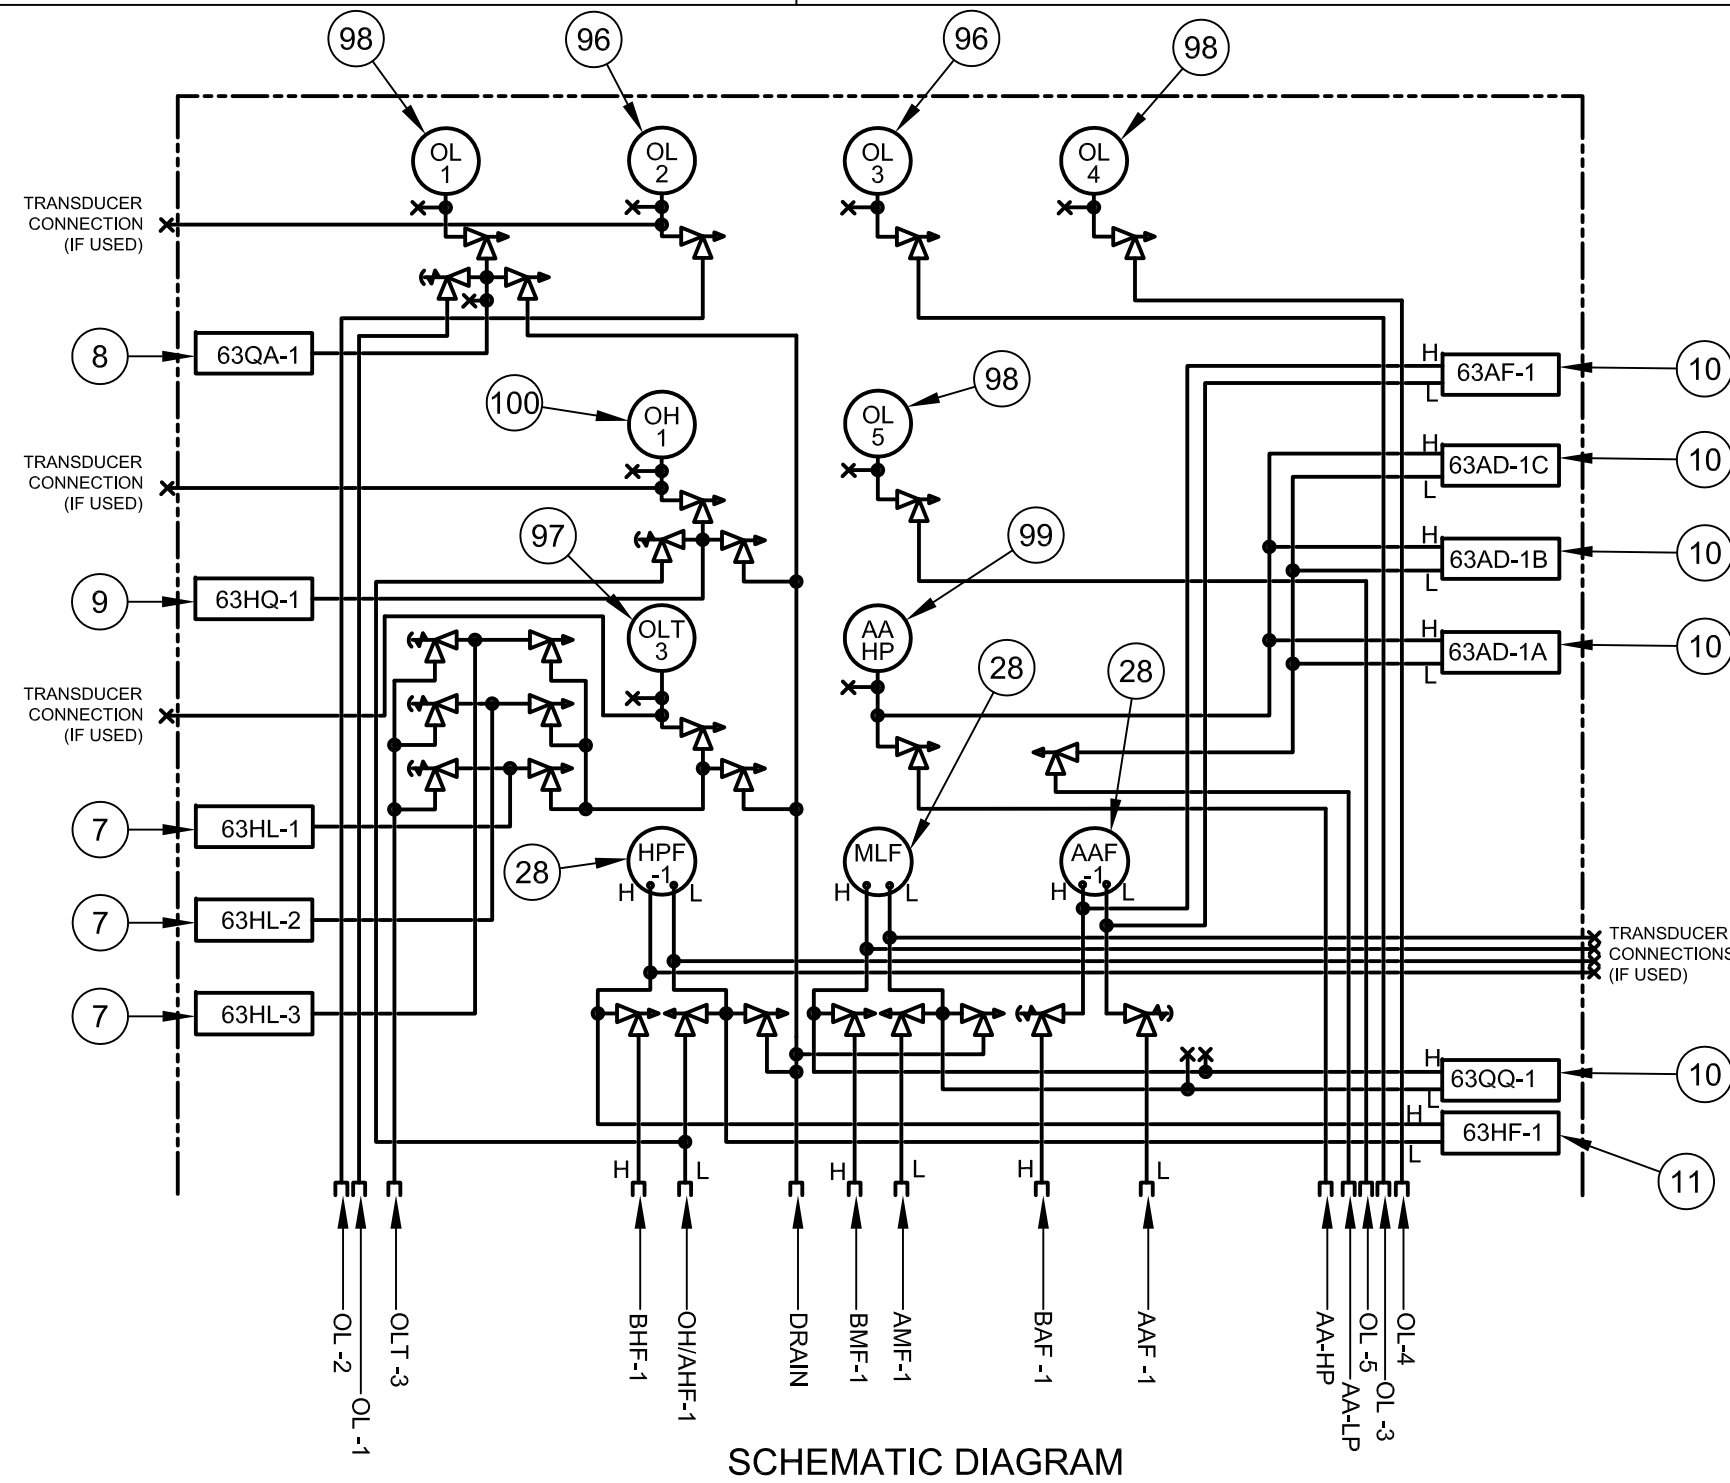 98
96
96
98
OL
1
OL
2
OL
3
OL
4
TRANSDUCER
CONNECTION
(IF USED)
8
63QA-1
H
63AF-1
L
10
100
OH
1
98
OL
5
TRANSDUCER
CONNECTION
(IF USED)
H
63AD-1C
L
10
97
99
H
63AD-1B
L
10
9
63HQ-1
OLT
3
AA
HP
28
28
H
63AD-1A
L
10
TRANSDUCER
CONNECTION
(IF USED)
7
63HL-1
28
HPF
-1
H
L
MLF
H
L
AAF
-1
H
L
7
63HL-2
TRANSDUCER
CONNECTIONS
(IF USED)
7
63HL-3
H
63QQ-1
L
10
H
63HF-1
L
11
H
L
H
L
H
L
OL -2
OL -1
OLT -3
BHF-1
OH/AHF-1
DRAIN
BMF-1
AMF-1
BAF -1
AAF -1
AA-HP
AA-LP
OL -5
OL -3
OL-4
SCHEMATIC DIAGRAM